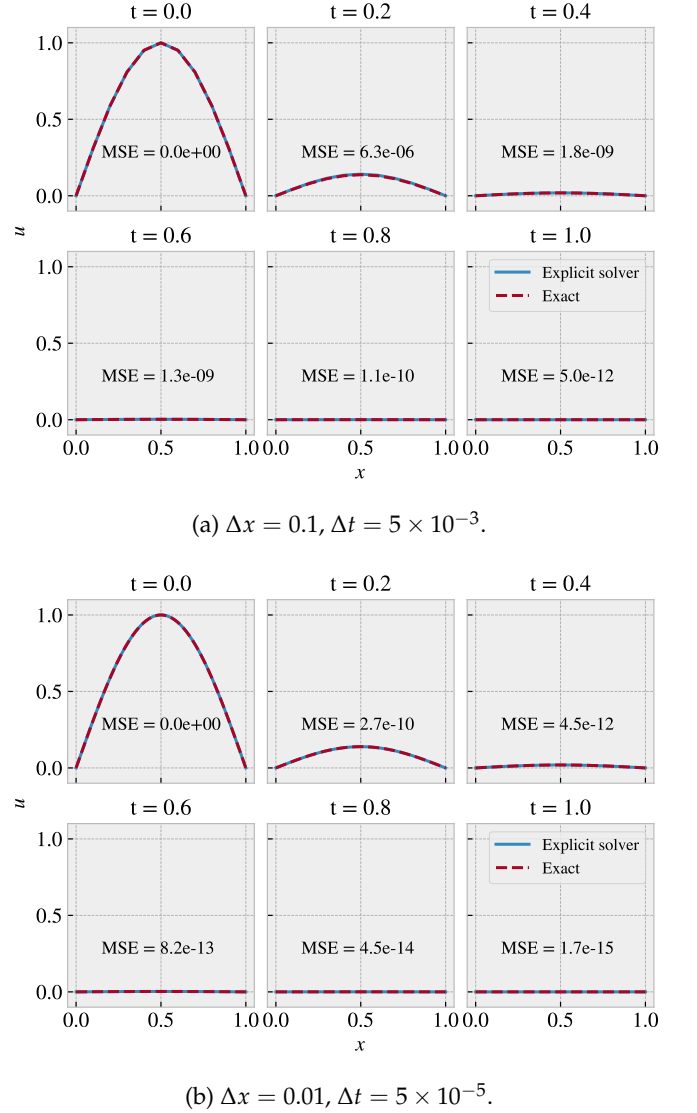 t = 0.0 t = 0.2 t = 0.4
1.0
0.5
MSE = 0.0e+00 MSE = 6.3e-06 MSE = 1.8e-09
0.0
u
t = 0.6 t = 0.8 t = 1.0
1.0
Explicit solver
Exact
0.5
MSE = 1.3e-09 MSE = 1.1e-10 MSE = 5.0e-12
0.0
0.0 0.5 1.0 0.0 0.5 1.0 0.0 0.5 1.0
x
(a) Δx = 0.1, Δt = 5 × 10⁻³.
t = 0.0 t = 0.2 t = 0.4
1.0
0.5
MSE = 0.0e+00 MSE = 2.7e-10 MSE = 4.5e-12
0.0
u
t = 0.6 t = 0.8 t = 1.0
1.0
Explicit solver
Exact
0.5
MSE = 8.2e-13 MSE = 4.5e-14 MSE = 1.7e-15
0.0
0.0 0.5 1.0 0.0 0.5 1.0 0.0 0.5 1.0
x
(b) Δx = 0.01, Δt = 5 × 10⁻⁵.